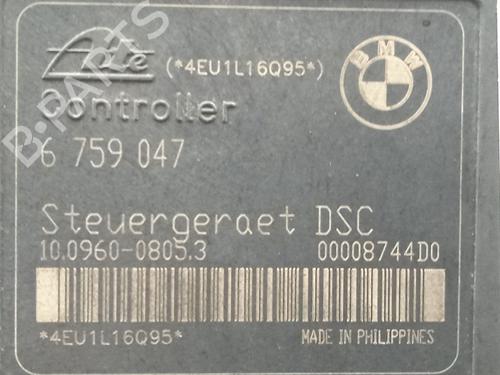 Ate (*4EU1L16Q95*) BMW
Controller
6 759 047
Steuergeraet DSC
10.0960-0805.3 00008744D0
*4EU1L16Q95* MADE IN PHILIPPINES
B-PARTS